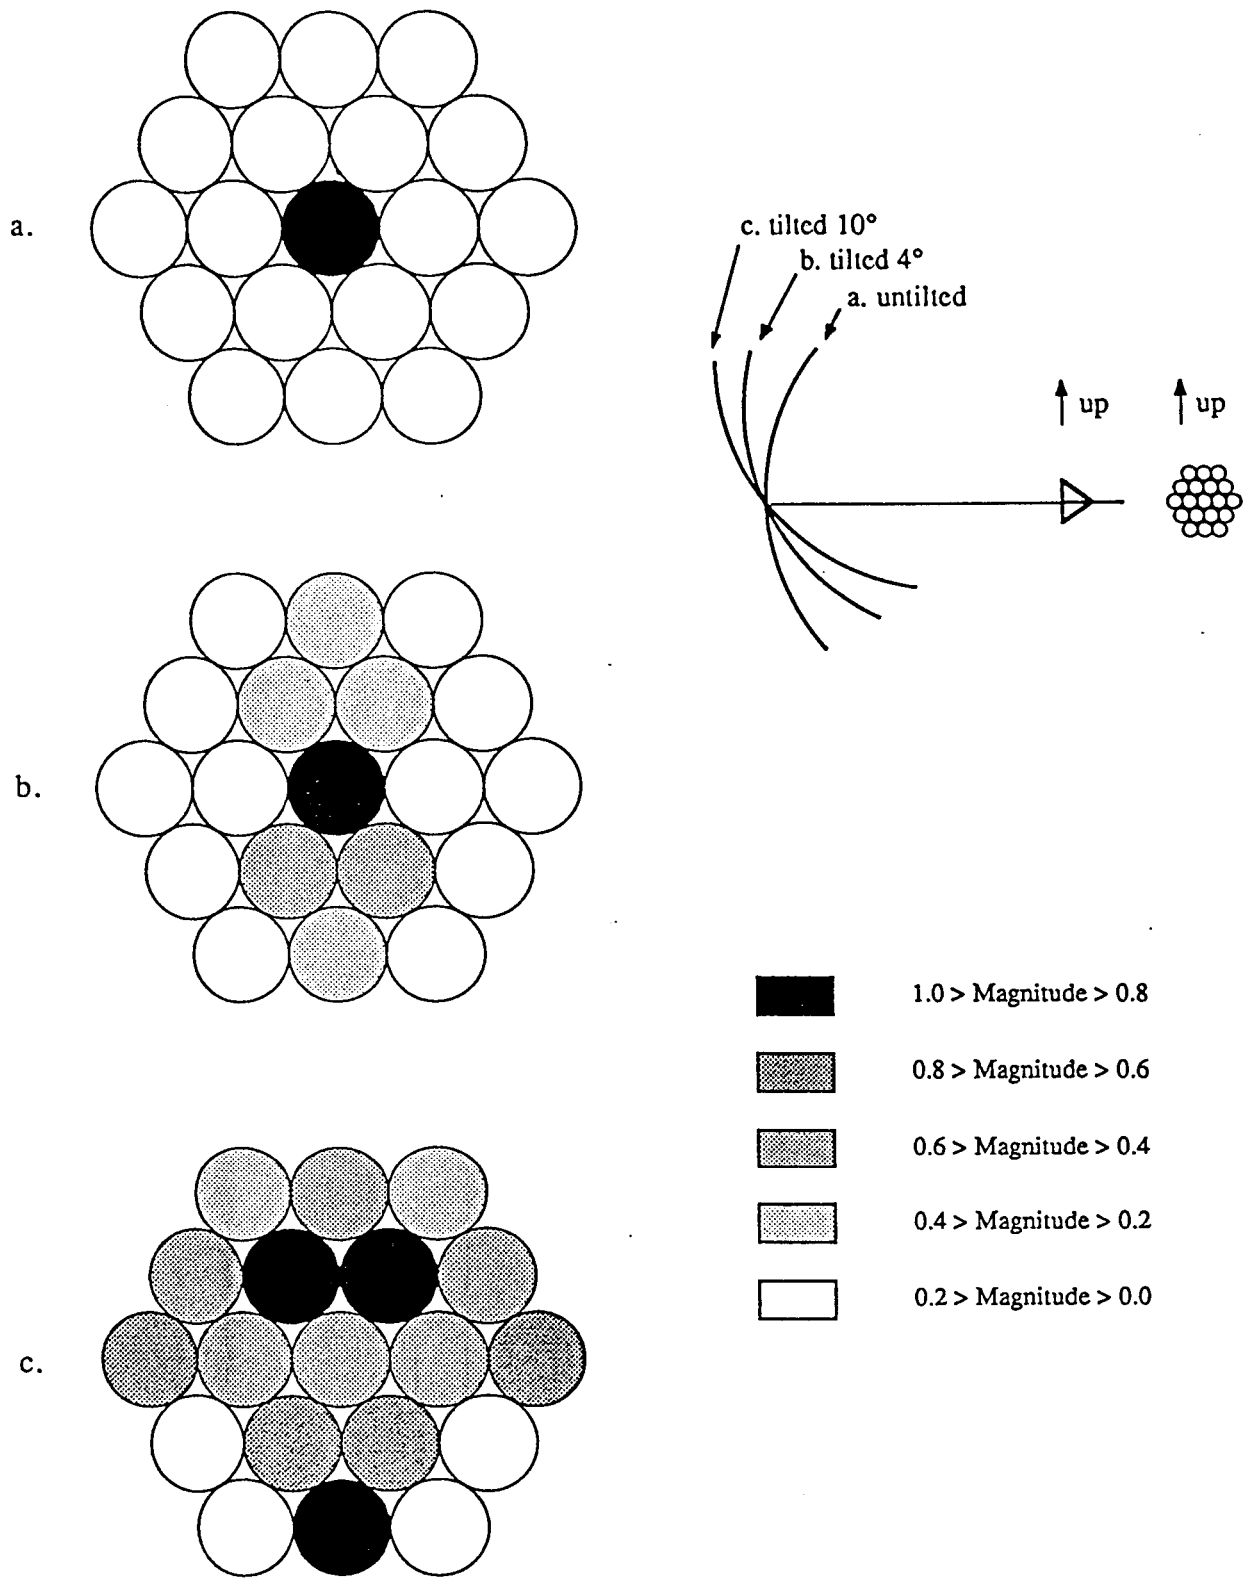 a.
c. tilted 10°
b. tilted 4°
a. untilted
up
up
b.
1.0 > Magnitude > 0.8
0.8 > Magnitude > 0.6
0.6 > Magnitude > 0.4
0.4 > Magnitude > 0.2
0.2 > Magnitude > 0.0
c.